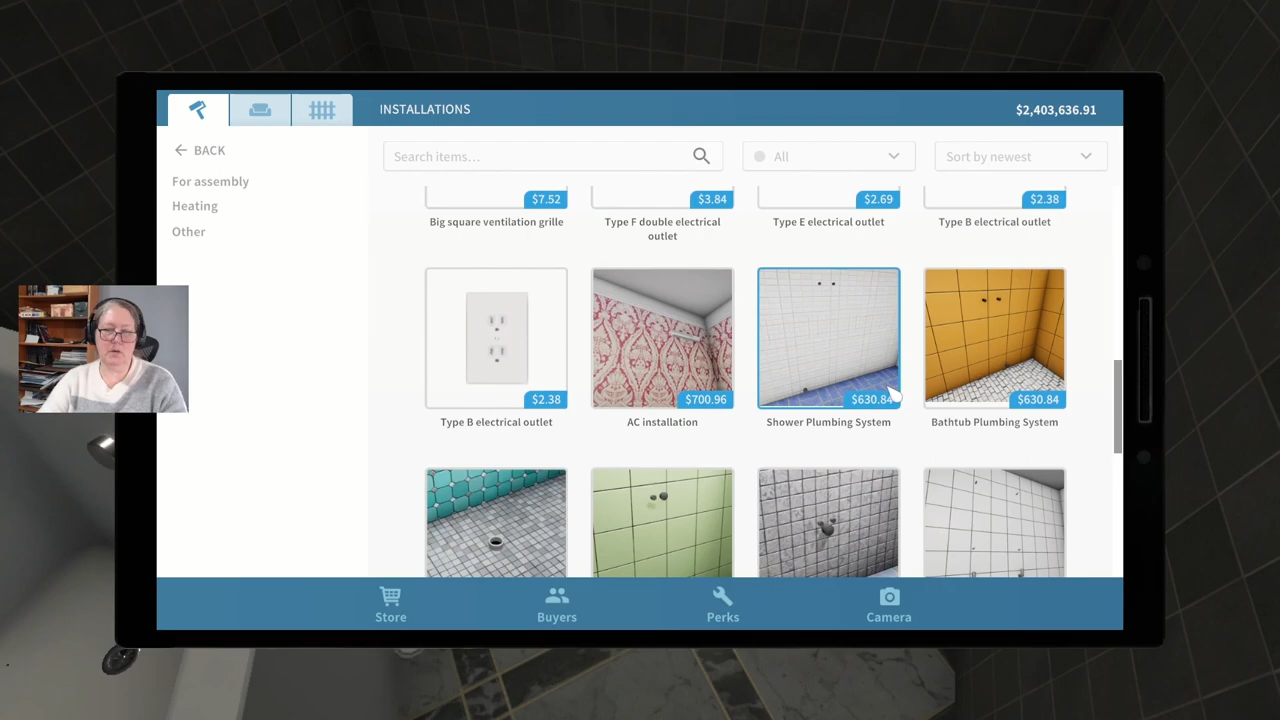 INSTALLATIONS
$2,403,636.91
BACK
Search items...
All
Sort by newest
For assembly
Heating
Other
$7.52
$3.84
$2.69
$2.38
Big square ventilation grille
Type F double electrical
outlet
Type E electrical outlet
Type B electrical outlet
$2.38
$700.96
$630.84
$630.84
Type B electrical outlet
AC installation
Shower Plumbing System
Bathtub Plumbing System
Store
Buyers
Perks
Camera